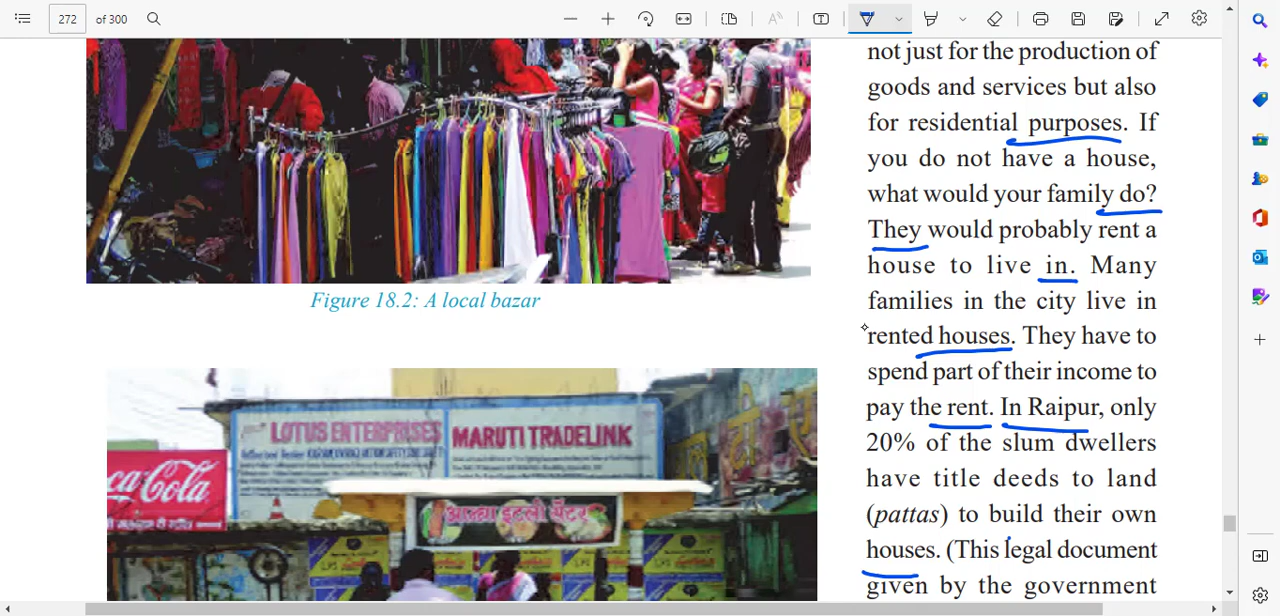 272
of 300
Figure 18.2: A local bazar
LOTUS ENTERPRISES
MARUTI TRADELINK
ca Cola
इटली सेंटर
not just for the production of
goods and services but also
for residential purposes. If
you do not have a house,
what would your family do?
They would probably rent a
house to live in. Many
families in the city live in
rented houses. They have to
spend part of their income to
pay the rent. In Raipur, only
20% of the slum dwellers
have title deeds to land
(pattas) to build their own
houses. (This legal document
given by the government